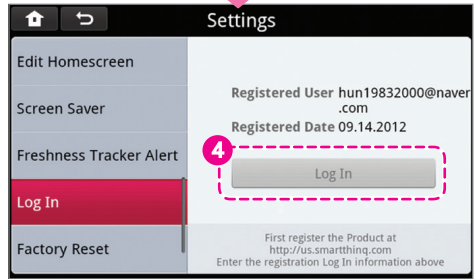 Settings
Edit Homescreen
Screen Saver
Freshness Tracker Alert
Log In
Factory Reset
Registered User hun19832000@naver
.com
Registered Date 09.14.2012
4
Log In
First register the Product at
http://us.smartthinq.com
Enter the registration Log In information above